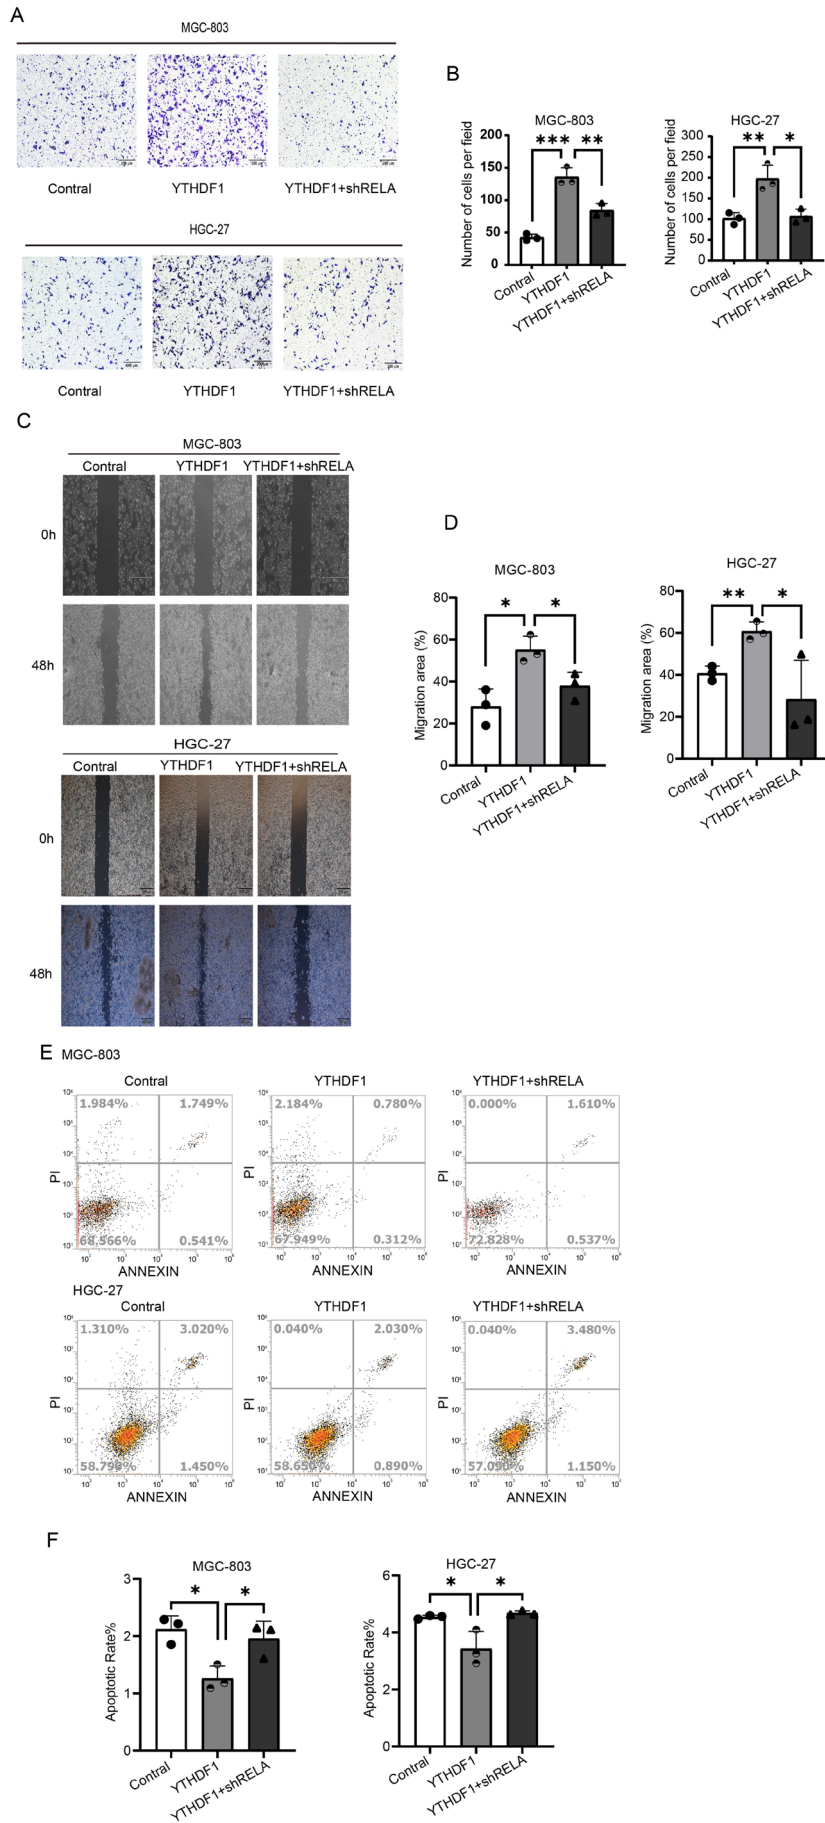 A
MGC-803
Contral YTHDF1 YTHDF1+shRELA
HGC-27
Contral YTHDF1 YTHDF1+shRELA
B
MGC-803
Number of cells per fieid
200
150
100
50
0
*** **
Contral YTHDF1 YTHDF1+shRELA
HGC-27
Number of cells per field
300
250
200
150
100
50
0
** *
Contral YTHDF1 YTHDF1+shRELA
C
MGC-803
Contral YTHDF1 YTHDF1+shRELA
0h
48h
HGC-27
Contral YTHDF1 YTHDF1+shRELA
0h
48h
D
MGC-803
Migration area (%)
80
60
40
20
0
* *
Contral YTHDF1 YTHDF1+shRELA
HGC-27
Migration area (%)
80
60
40
20
0
** *
Contral YTHDF1 YTHDF1+shRELA
E
MGC-803
Contral YTHDF1 YTHDF1+shRELA
1.984% 1.749% 2.184% 0.780% 0.000% 1.610%
PI PI PI
68.566% 0.541% 67.949% 0.312% 72.828% 0.537%
ANNEXIN ANNEXIN ANNEXIN
HGC-27
Contral YTHDF1 YTHDF1+shRELA
1.310% 3.020% 0.040% 2.030% 0.040% 3.480%
PI PI PI
1.450% 58.650% 0.890% 57.090% 1.150%
ANNEXIN ANNEXIN ANNEXIN
F
MGC-803
Apoptotic Rate%
3
2
1
0
* *
Contral YTHDF1 YTHDF1+shRELA
HGC-27
Apoptotic Rate%
6
4
2
0
* *
Contral YTHDF1 YTHDF1+shRELA